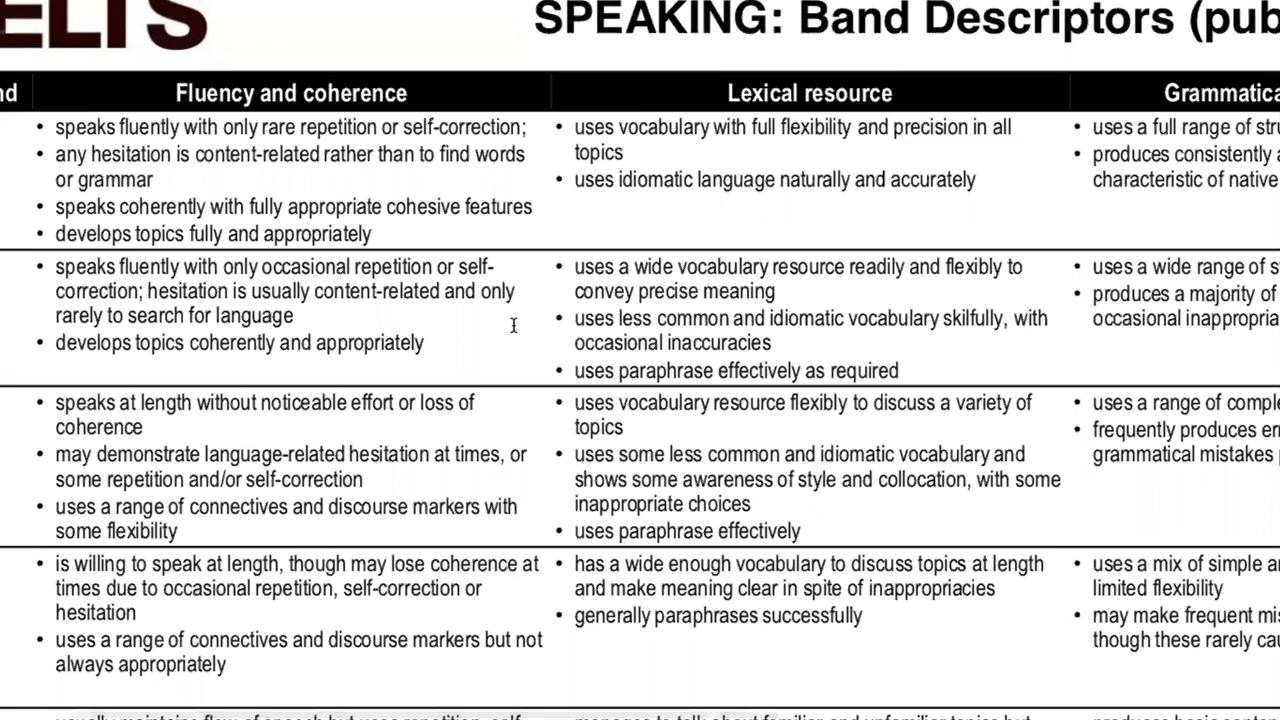 ELTS
SPEAKING: Band Descriptors (pub
nd
Fluency and coherence
Lexical resource
Grammatica
• speaks fluently with only rare repetition or self-correction;
• any hesitation is content-related rather than to find words
or grammar
• speaks coherently with fully appropriate cohesive features
• develops topics fully and appropriately
• uses vocabulary with full flexibility and precision in all
topics
• uses idiomatic language naturally and accurately
• uses a full range of stru
• produces consistently a
characteristic of native
• speaks fluently with only occasional repetition or self-
correction; hesitation is usually content-related and only
rarely to search for language
• develops topics coherently and appropriately
• uses a wide vocabulary resource readily and flexibly to
convey precise meaning
• uses less common and idiomatic vocabulary skilfully, with
occasional inaccuracies
• uses paraphrase effectively as required
• uses a wide range of s
• produces a majority of
occasional inappropria
• speaks at length without noticeable effort or loss of
coherence
• may demonstrate language-related hesitation at times, or
some repetition and/or self-correction
• uses a range of connectives and discourse markers with
some flexibility
• uses vocabulary resource flexibly to discuss a variety of
topics
• uses some less common and idiomatic vocabulary and
shows some awareness of style and collocation, with some
inappropriate choices
• uses paraphrase effectively
• uses a range of comple
• frequently produces err
grammatical mistakes p
• is willing to speak at length, though may lose coherence at
times due to occasional repetition, self-correction or
hesitation
• uses a range of connectives and discourse markers but not
always appropriately
• has a wide enough vocabulary to discuss topics at length
and make meaning clear in spite of inappropriacies
• generally paraphrases successfully
• uses a mix of simple a
limited flexibility
• may make frequent mis
though these rarely cau